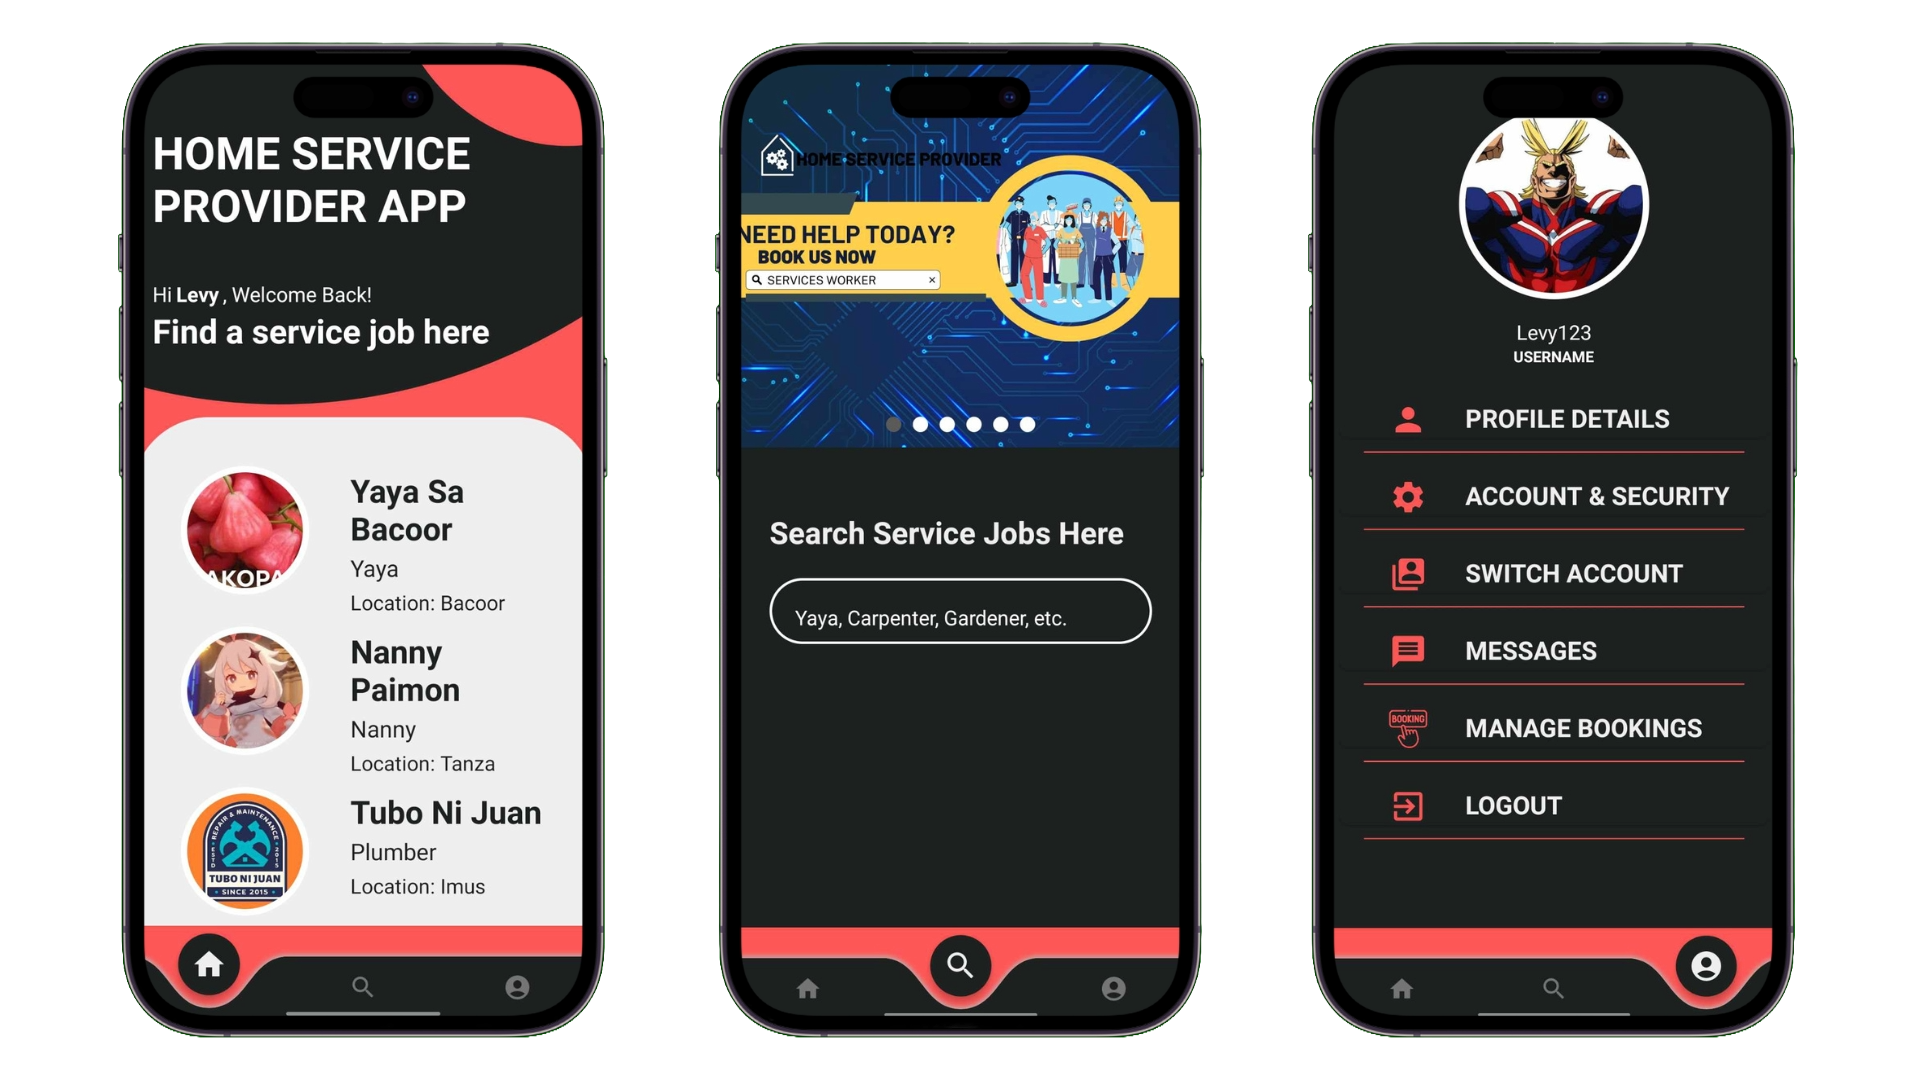 HOME SERVICE
PROVIDER APP
Hi Levy , Welcome Back!
Find a service job here
Yaya Sa
Bacoor
Yaya
Location: Bacoor
AKOPA
Nanny
Paimon
Nanny
Location: Tanza
Tubo Ni Juan
Plumber
Location: Imus
REPAIR & MAINTENANCE
ESTD 2015
TUBO NI JUAN
SINCE 2015
HOME SERVICE PROVIDER
NEED HELP TODAY?
BOOK US NOW
SERVICES WORKER ×
Search Service Jobs Here
Yaya, Carpenter, Gardener, etc.
Levy123
USERNAME
PROFILE DETAILS
ACCOUNT & SECURITY
SWITCH ACCOUNT
MESSAGES
BOOKING
MANAGE BOOKINGS
LOGOUT